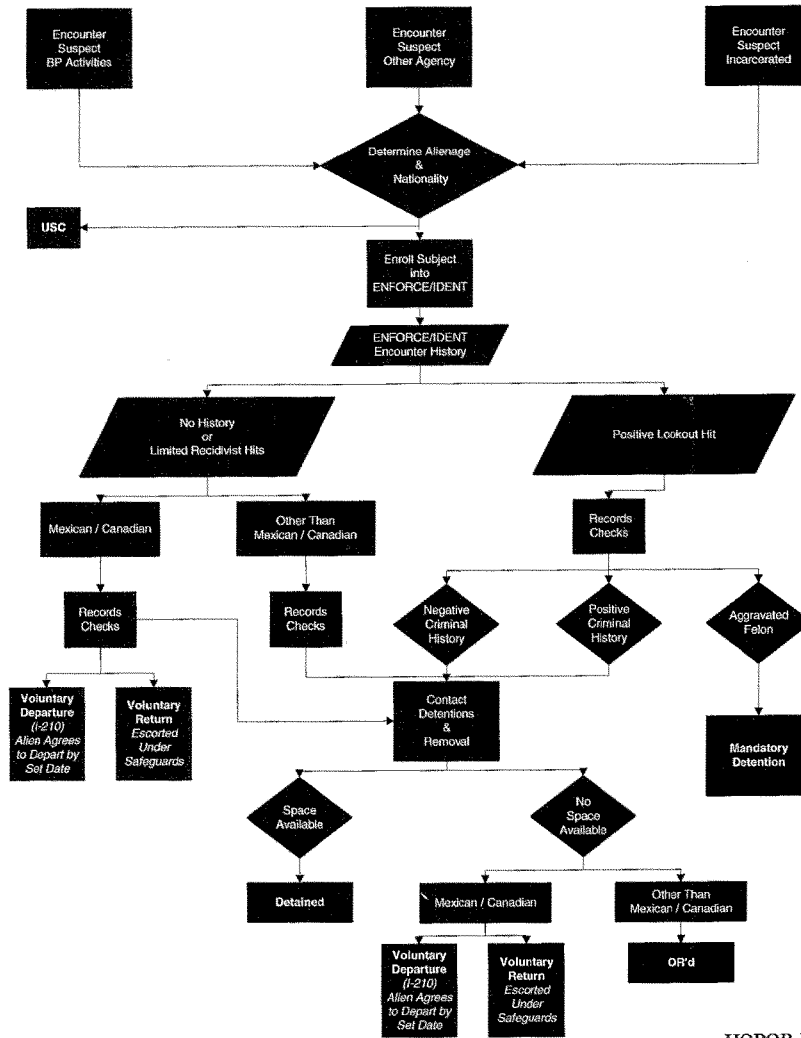 Encounter
Suspect
BP Activities
Encounter
Suspect
Other Agency
Encounter
Suspect
Incarcerated
Determine Alienage
&
Nationality
USC
Enroll Subject
into
ENFORCE/IDENT
ENFORCE/IDENT
Encounter History
No History
or
Limited Recidivist Hits
Positive Lookout Hit
Mexican / Canadian
Other Than
Mexican / Canadian
Records
Checks
Records
Checks
Records
Checks
Negative
Criminal
History
Positive
Criminal
History
Aggravated
Felon
Voluntary
Departure
(I-210)
Alien Agrees
to Depart by
Set Date
Voluntary
Return
Escorted
Under
Safeguards
Contact
Detentions
&
Removal
Mandatory
Detention
Space
Available
No
Space
Available
Detained
Mexican / Canadian
Other Than
Mexican / Canadian
Voluntary
Departure
(I-210)
Alien Agrees
to Depart by
Set Date
Voluntary
Return
Escorted
Under
Safeguards
OR'd